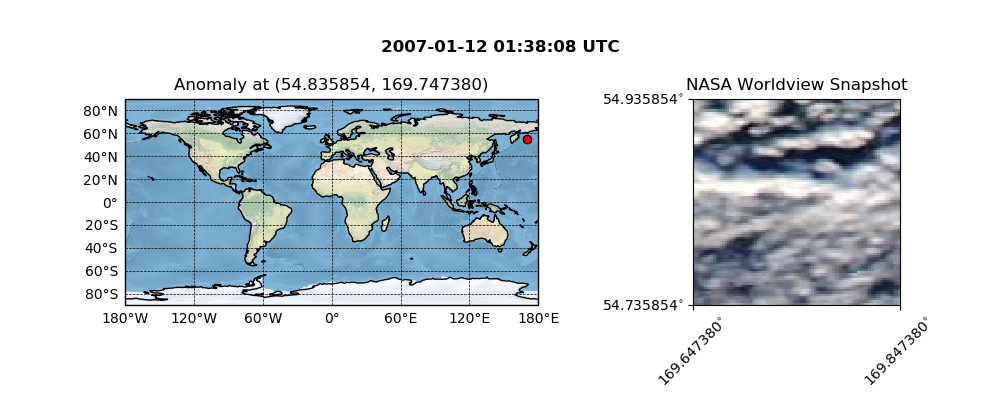 2007-01-12 01:38:08 UTC
Anomaly at (54.835854, 169.747380)
80°N
60°N
40°N
20°N
0°
20°S
40°S
60°S
80°S
180°W 120°W 60°W 0° 60°E 120°E 180°E
NASA Worldview Snapshot
54.935854°
54.735854°
169.647380°
169.847380°